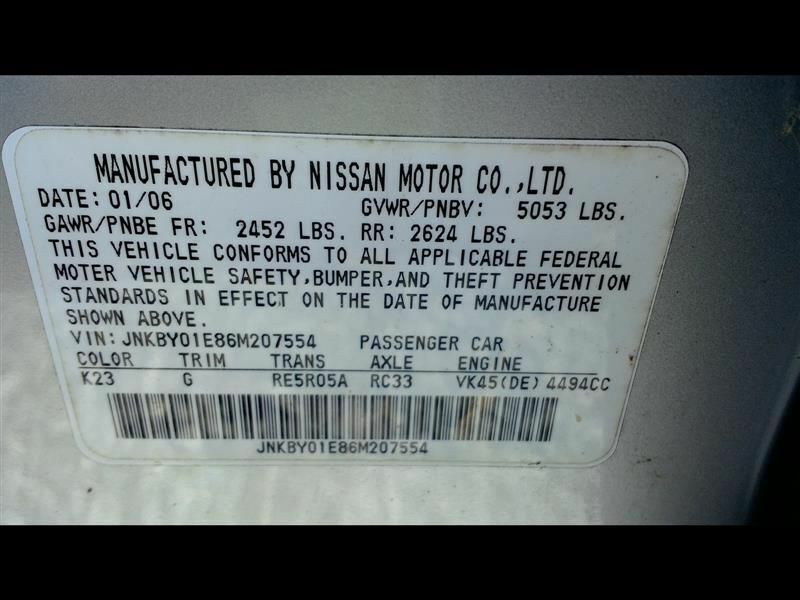 MANUFACTURED BY NISSAN MOTOR CO.,LTD.
DATE: 01/06 GVWR/PNBV: 5053 LBS.
GAWR/PNBE FR: 2452 LBS. RR: 2624 LBS.
THIS VEHICLE CONFORMS TO ALL APPLICABLE FEDERAL
MOTER VEHICLE SAFETY,BUMPER,AND THEFT PREVENTION
STANDARDS IN EFFECT ON THE DATE OF MANUFACTURE
SHOWN ABOVE.
VIN: JNKBY01E86M207554 PASSENGER CAR
COLOR TRIM TRANS AXLE ENGINE
K23 G RE5R05A RC33 VK45(DE) 4494CC
JNKBY01E86M207554